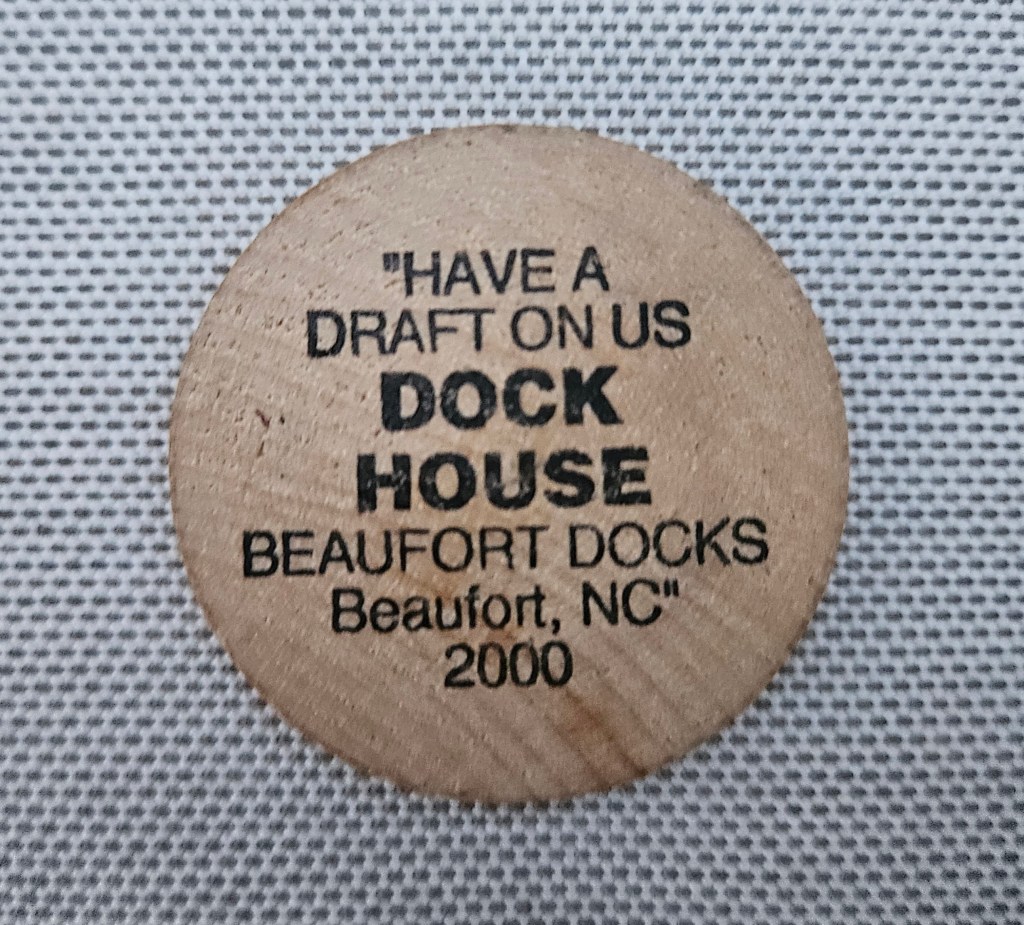 "HAVE A
DRAFT ON US
DOCK
HOUSE
BEAUFORT DOCKS
Beaufort, NC"
2000